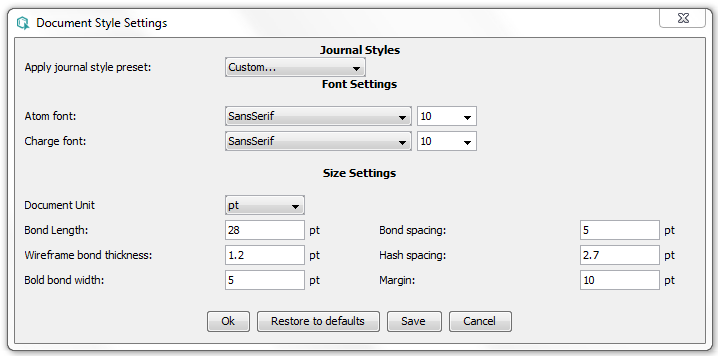 Document Style Settings
Journal Styles
Apply journal style preset: Custom...
Font Settings
Atom font: SansSerif 10
Charge font: SansSerif 10
Size Settings
Document Unit pt
Bond Length: 28 pt Bond spacing: 5 pt
Wireframe bond thickness: 1.2 pt Hash spacing: 2.7 pt
Bold bond width: 5 pt Margin: 10 pt
Ok Restore to defaults Save Cancel